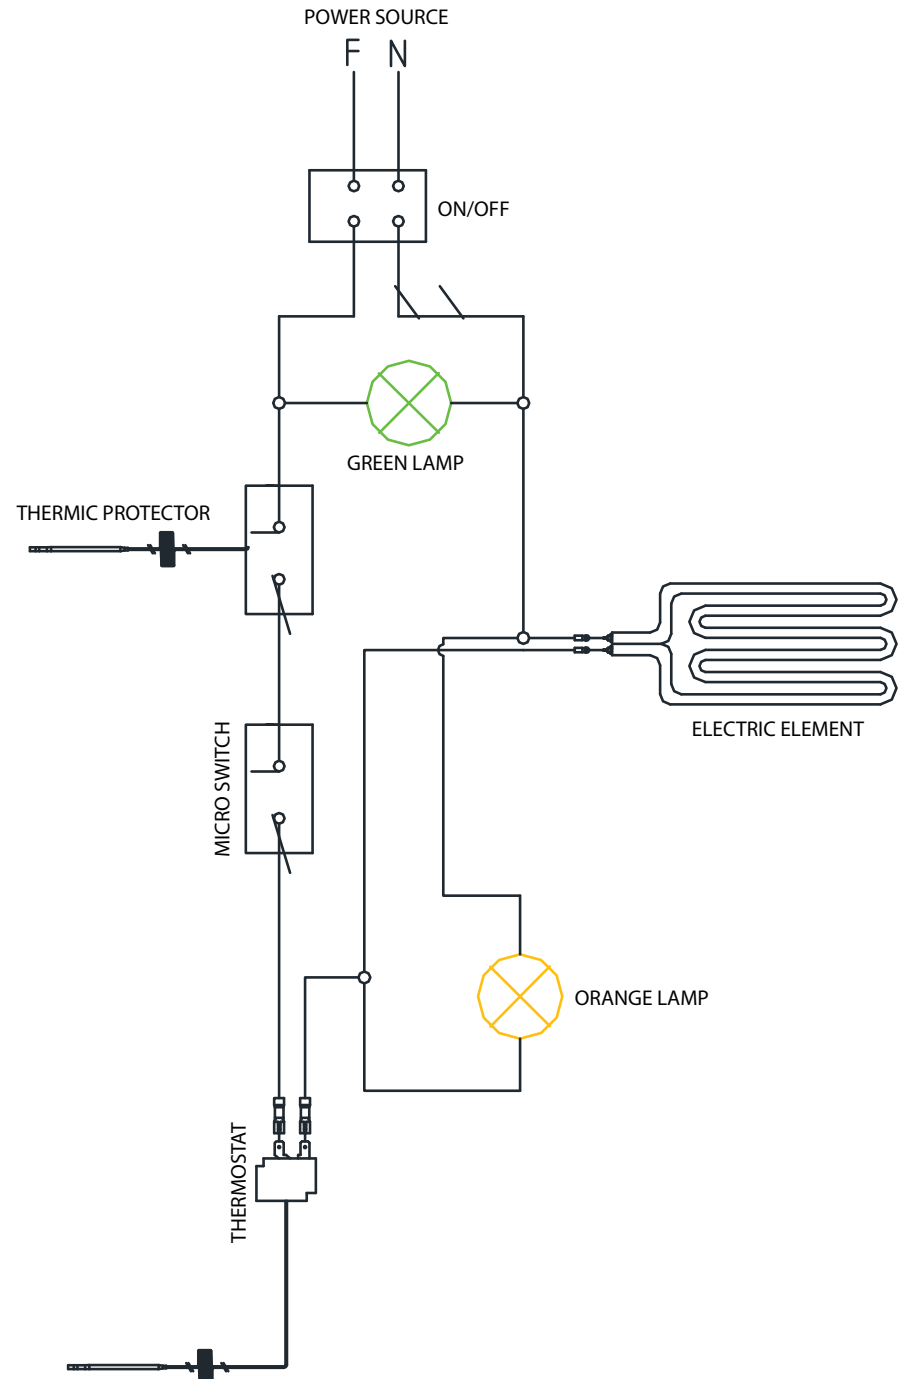 POWER SOURCE
F N
ON/OFF
GREEN LAMP
THERMIC PROTECTOR
ELECTRIC ELEMENT
MICRO SWITCH
ORANGE LAMP
THERMOSTAT